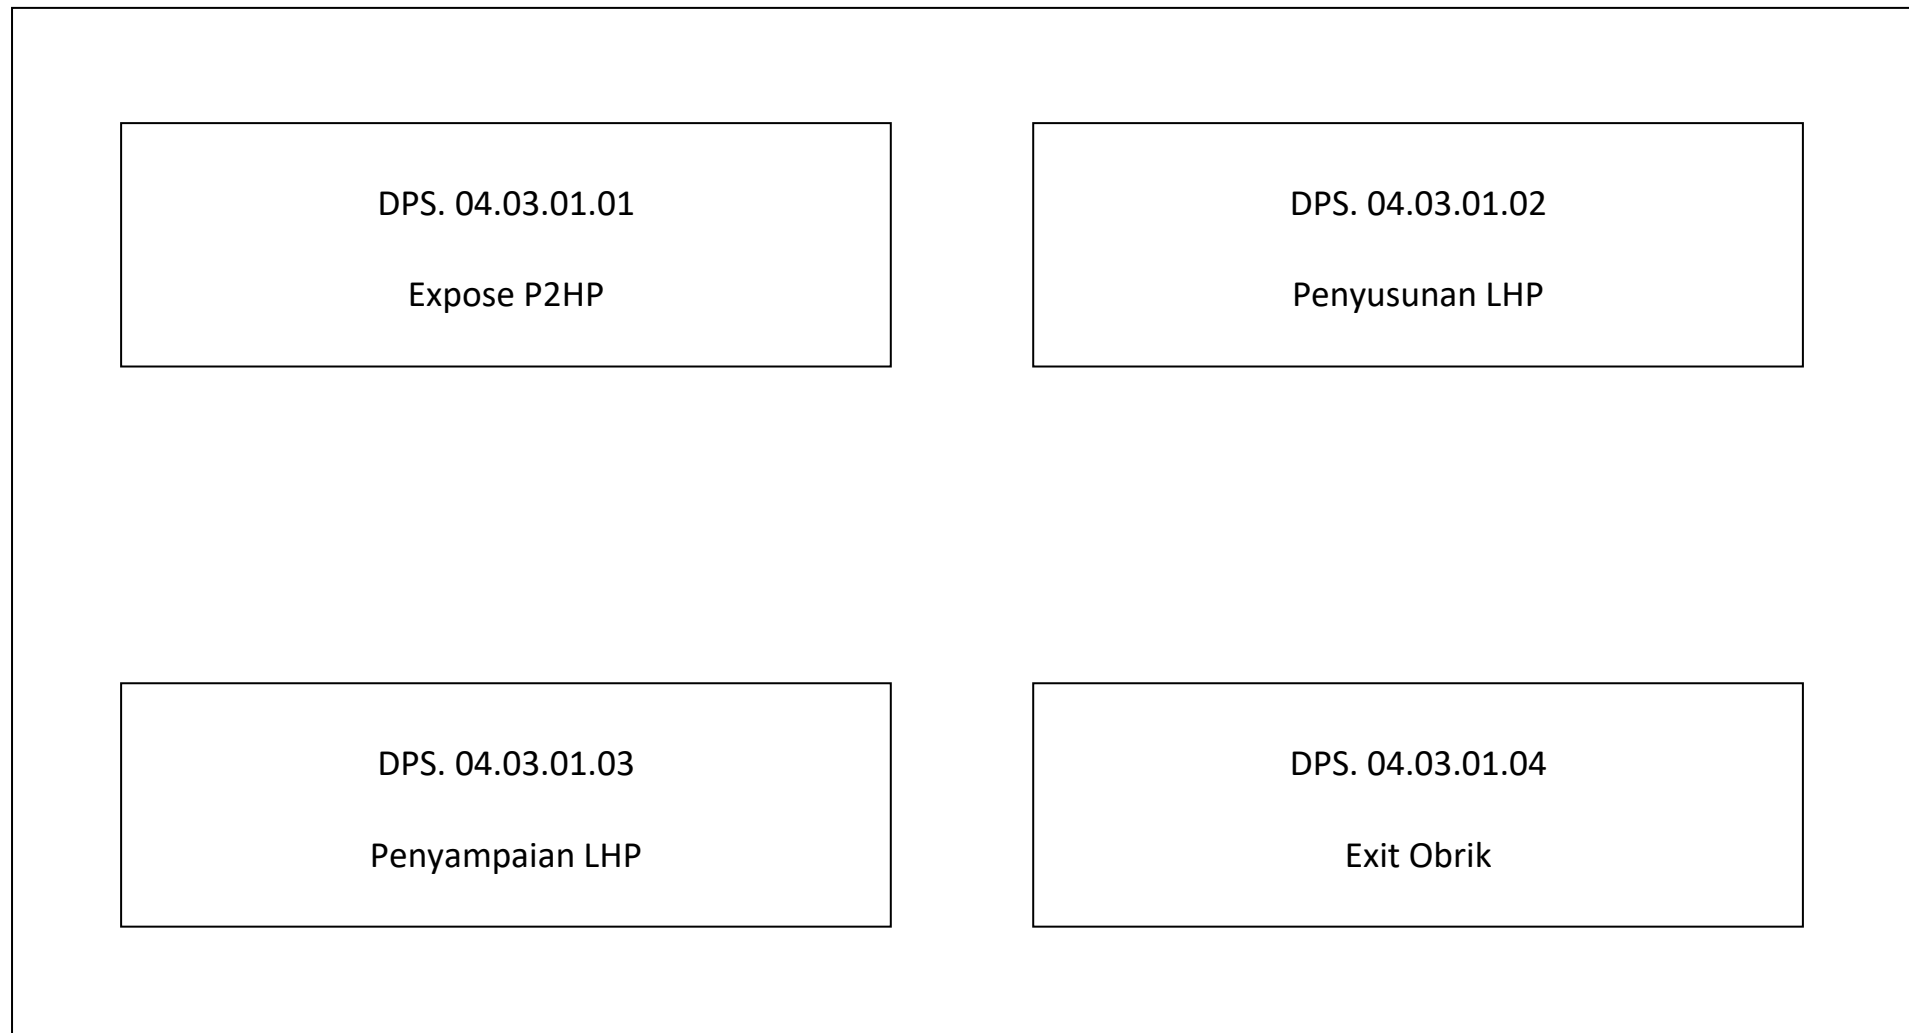 DPS. 04.03.01.01
Expose P2HP
DPS. 04.03.01.02
Penyusunan LHP
DPS. 04.03.01.03
Penyampaian LHP
DPS. 04.03.01.04
Exit Obrik